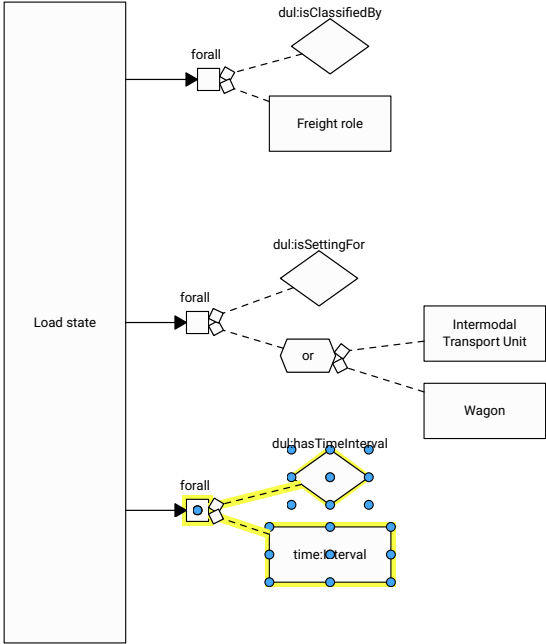 dul:isClassifiedBy
forall
Freight role
dul:isSettingFor
forall
Load state
Intermodal
Transport Unit
or
Wagon
dul:hasTimeInterval
forall
time:Interval